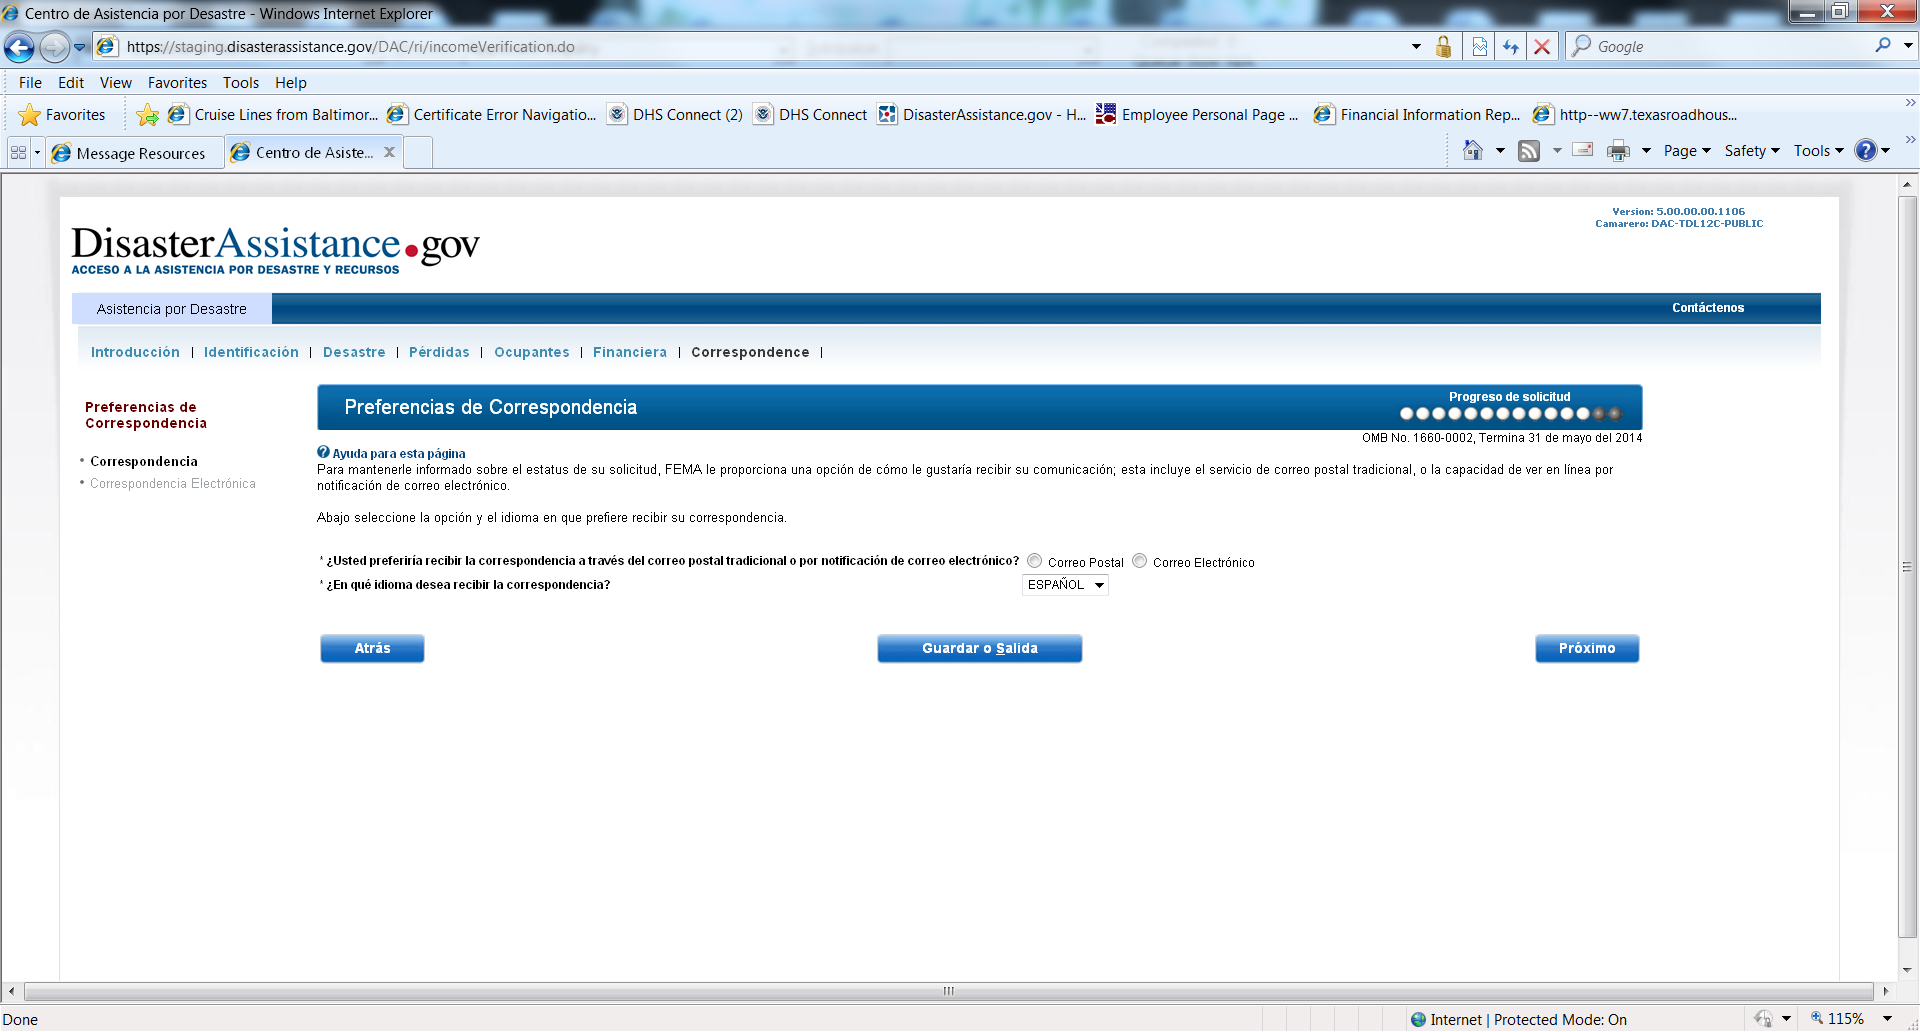 Centro de Asistencia por Desastre - Windows Internet Explorer
https://staging.disasterassistance.gov/DAC/ri/incomeVerification.do
Google
File Edit View Favorites Tools Help
Favorites Cruise Lines from Baltimor... Certificate Error Navigatio... DHS Connect (2) DHS Connect DisasterAssistance.gov - H... Employee Personal Page ... Financial Information Rep... http--ww7.texasroadhous...
Message Resources Centro de Asiste... Page Safety Tools
Version: 5.00.00.00.1106
Camarero: DAC-TDL12C-PUBLIC
DisasterAssistance.gov
ACCESO A LA ASISTENCIA POR DESASTRE Y RECURSOS
Asistencia por Desastre Contáctenos
Introducción | Identificación | Desastre | Pérdidas | Ocupantes | Financiera | Correspondence |
Preferencias de Correspondencia
Correspondencia
Correspondencia Electrónica
Preferencias de Correspondencia
Progreso de solicitud
OMB No. 1660-0002, Termina 31 de mayo del 2014
Ayuda para esta página
Para mantenerle informado sobre el estatus de su solicitud, FEMA le proporciona una opción de cómo le gustaría recibir su comunicación; esta incluye el servicio de correo postal tradicional, o la capacidad de ver en línea por
notificación de correo electrónico.
Abajo seleccione la opción y el idioma en que prefiere recibir su correspondencia.
* ¿Usted preferiría recibir la correspondencia a través del correo postal tradicional o por notificación de correo electrónico? Correo Postal Correo Electrónico
* ¿En qué idioma desea recibir la correspondencia? ESPAÑOL
Atrás Guardar o Salida Próximo
Done Internet | Protected Mode: On 115%